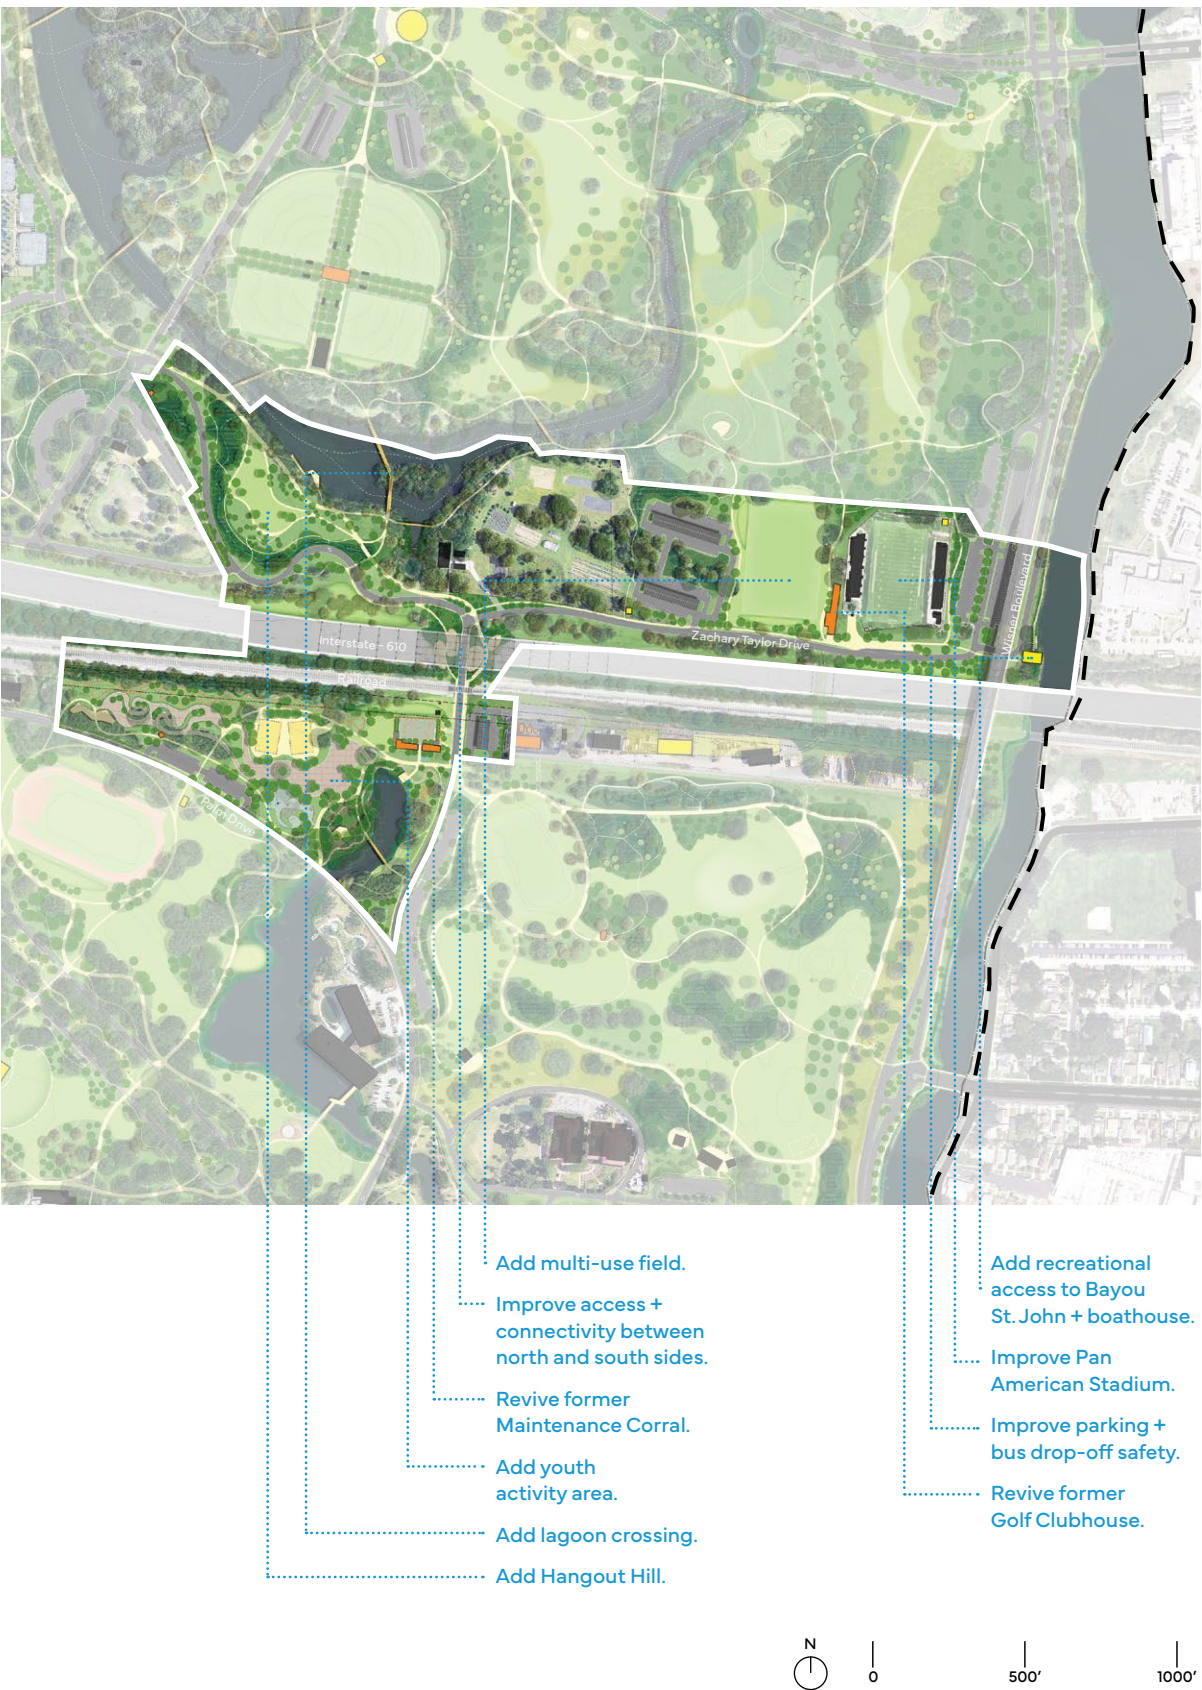 Wisner Boulevard
Zachary Taylor Drive
Interstate - 610
Railroad
Palm Drive
Add multi-use field.
Improve access +
connectivity between
north and south sides.
Revive former
Maintenance Corral.
Add youth
activity area.
Add lagoon crossing.
Add Hangout Hill.
Add recreational
access to Bayou
St. John + boathouse.
Improve Pan
American Stadium.
Improve parking +
bus drop-off safety.
Revive former
Golf Clubhouse.
N
0
500’
1000’